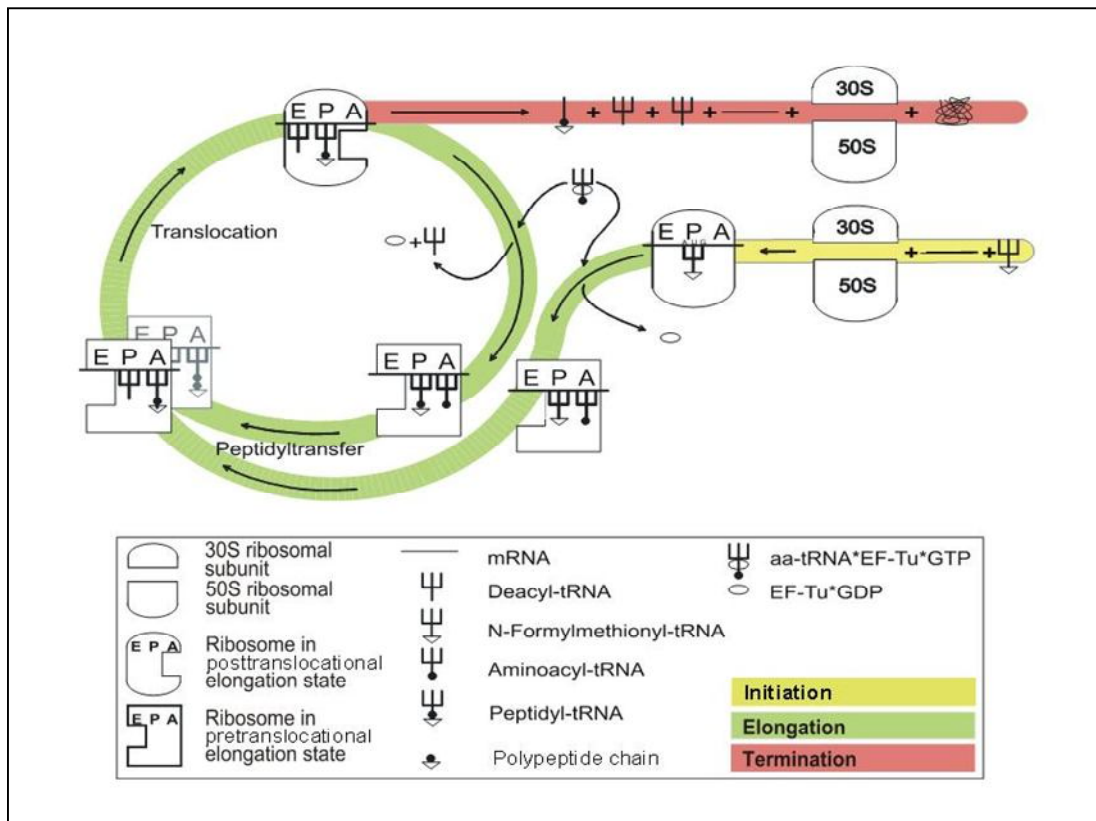 E P A
+ + + + +
30S
50S
Translocation
+
E P A
A U G
+ +
30S
50S
E P A
E P A
E P A
E P A
Peptidyltransfer
30S ribosomal
subunit
50S ribosomal
subunit
E P A
Ribosome in
posttranslocational
elongation state
E P A
Ribosome in
pretranslocational
elongation state
mRNA
Deacyl-tRNA
N-Formylmethionyl-tRNA
Aminoacyl-tRNA
Peptidyl-tRNA
Polypeptide chain
aa-tRNA*EF-Tu*GTP
EF-Tu*GDP
Initiation
Elongation
Termination